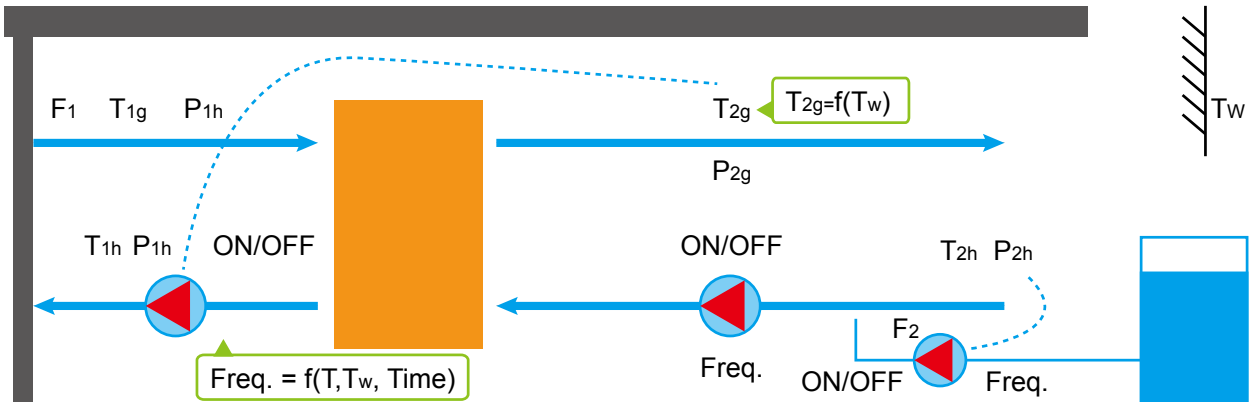 F1 T1g P1h
T2g
T2g=f(Tw)
TW
P2g
T1h P1h ON/OFF
ON/OFF
T2h P2h
F2
Freq. = f(T,Tw, Time)
Freq.
ON/OFF
Freq.